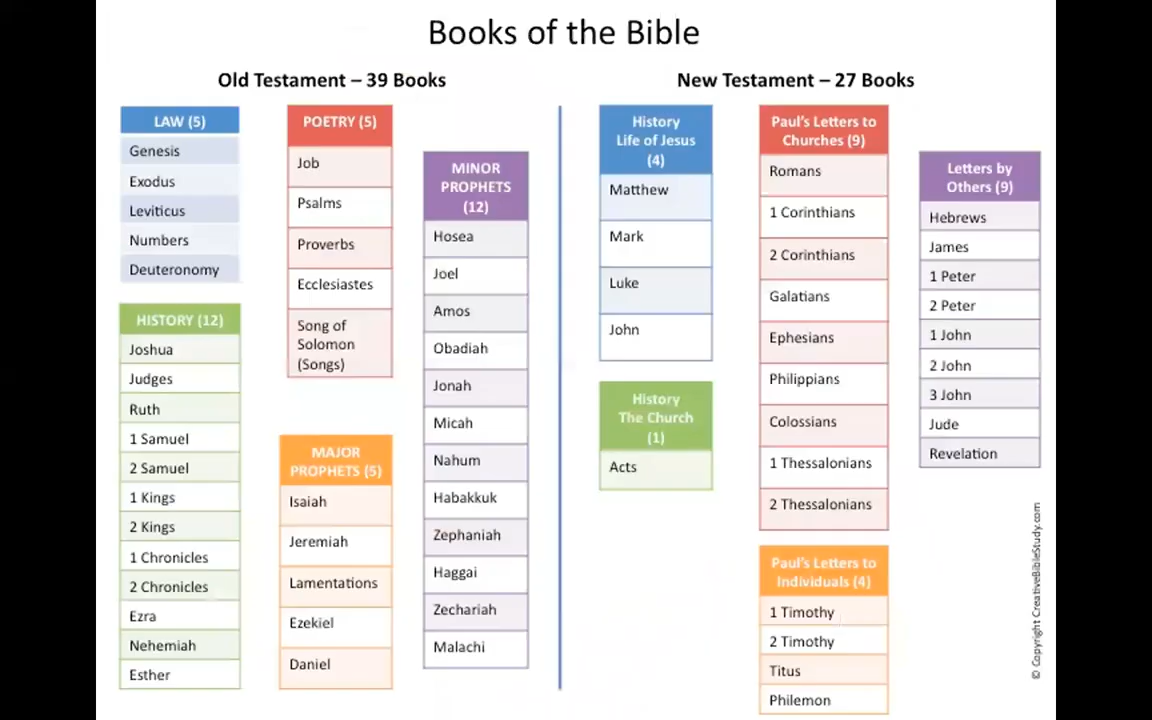 Books of the Bible
Old Testament – 39 Books
LAW (5)
Genesis
Exodus
Leviticus
Numbers
Deuteronomy
HISTORY (12)
Joshua
Judges
Ruth
1 Samuel
2 Samuel
1 Kings
2 Kings
1 Chronicles
2 Chronicles
Ezra
Nehemiah
Esther
POETRY (5)
Job
Psalms
Proverbs
Ecclesiastes
Song of
Solomon
(Songs)
MAJOR
PROPHETS (5)
Isaiah
Jeremiah
Lamentations
Ezekiel
Daniel
MINOR
PROPHETS
(12)
Hosea
Joel
Amos
Obadiah
Jonah
Micah
Nahum
Habakkuk
Zephaniah
Haggai
Zechariah
Malachi
New Testament – 27 Books
History
Life of Jesus
(4)
Matthew
Mark
Luke
John
History
The Church
(1)
Acts
Paul's Letters to
Churches (9)
Romans
1 Corinthians
2 Corinthians
Galatians
Ephesians
Philippians
Colossians
1 Thessalonians
2 Thessalonians
Paul's Letters to
Individuals (4)
1 Timothy
2 Timothy
Titus
Philemon
Letters by
Others (9)
Hebrews
James
1 Peter
2 Peter
1 John
2 John
3 John
Jude
Revelation
© Copyright CreativeBibleStudy.com